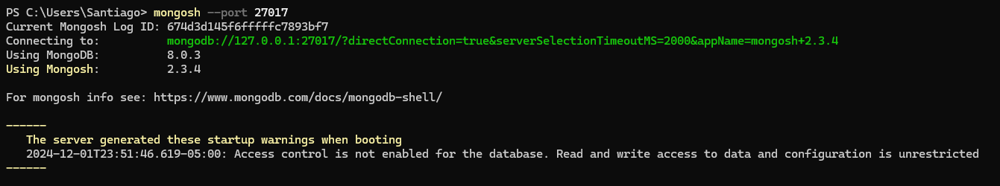 PS C:\Users\Santiago> mongosh --port 27017
Current Mongosh Log ID: 674d3d145f6fffffc7893bf7
Connecting to:          mongodb://127.0.0.1:27017/?directConnection=true&serverSelectionTimeoutMS=2000&appName=mongosh+2.3.4
Using MongoDB:          8.0.3
Using Mongosh:          2.3.4
For mongosh info see: https://www.mongodb.com/docs/mongodb-shell/
------
The server generated these startup warnings when booting
2024-12-01T23:51:46.619-05:00: Access control is not enabled for the database. Read and write access to data and configuration is unrestricted
------